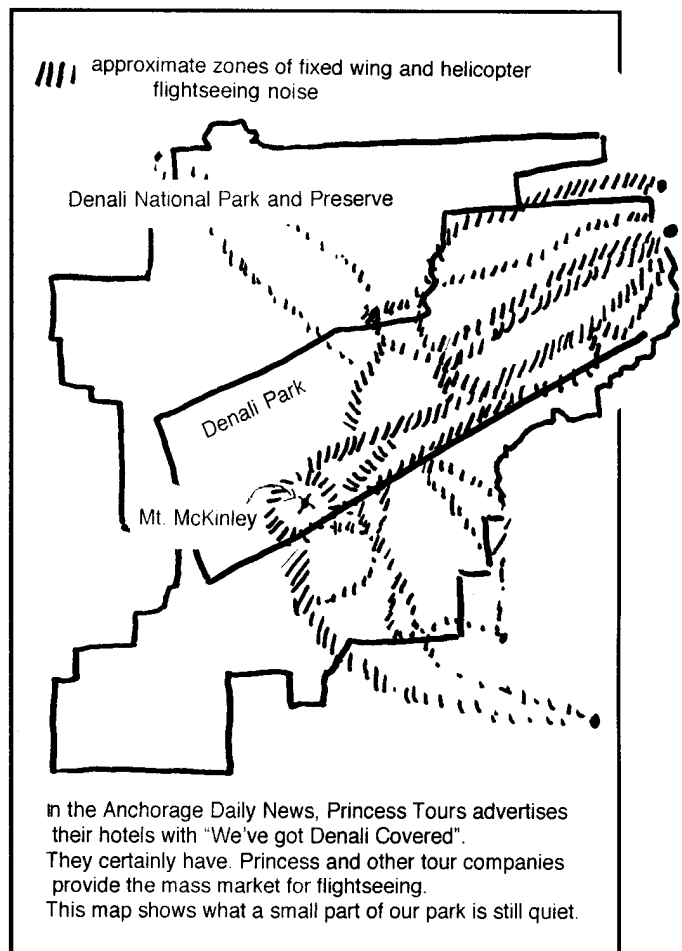 approximate zones of fixed wing and helicopter
flightseeing noise
Denali National Park and Preserve
Denali Park
Mt. McKinley
In the Anchorage Daily News, Princess Tours advertises
their hotels with “We’ve got Denali Covered”.
They certainly have. Princess and other tour companies
provide the mass market for flightseeing.
This map shows what a small part of our park is still quiet.